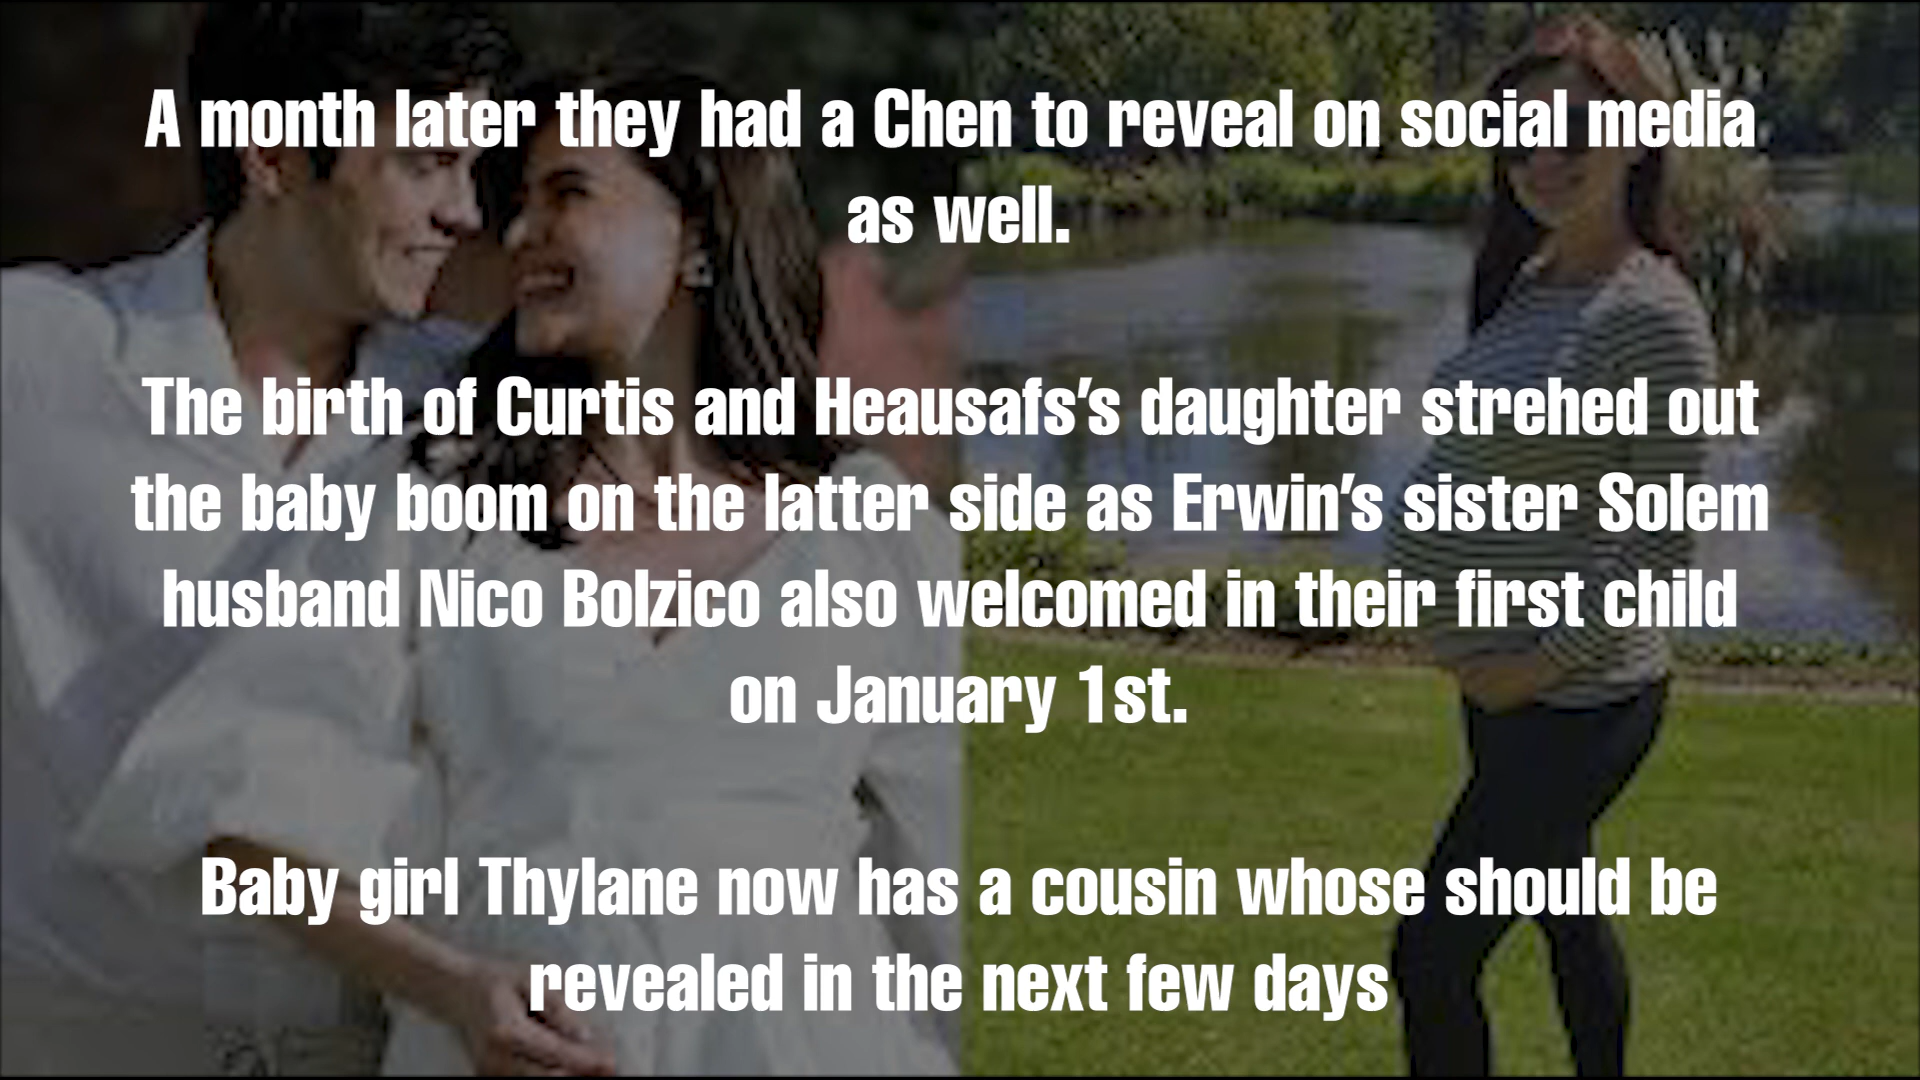 A month later they had a Chen to reveal on social media
as well.
The birth of Curtis and Heausafs’s daughter strehed out
the baby boom on the latter side as Erwin’s sister Solem
husband Nico Bolzico also welcomed in their first child
on January 1st.
Baby girl Thylane now has a cousin whose should be
revealed in the next few days